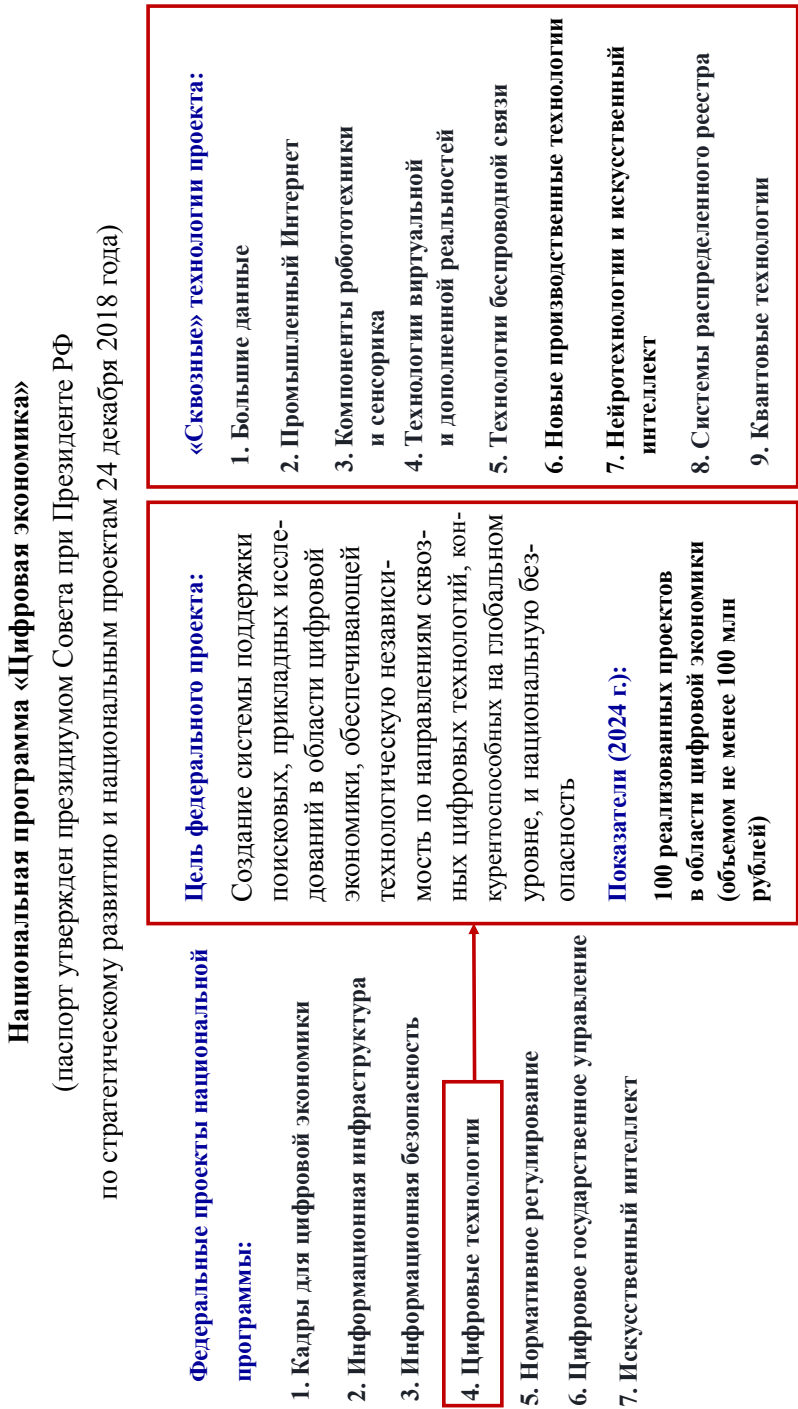 Национальная программа «Цифровая экономика»
(паспорт утвержден президиумом Совета при Президенте РФ
по стратегическому развитию и национальным проектам 24 декабря 2018 года)
Федеральные проекты национальной
программы:
1. Кадры для цифровой экономики
2. Информационная инфраструктура
3. Информационная безопасность
4. Цифровые технологии
5. Нормативное регулирование
6. Цифровое государственное управление
7. Искусственный интеллект
Цель федерального проекта:
Создание системы поддержки
поисковых, прикладных иссле-
дований в области цифровой
экономики, обеспечивающей
технологическую независи-
мость по направлениям сквоз-
ных цифровых технологий, кон-
курентоспособных на глобальном
уровне, и национальную без-
опасность
Показатели (2024 г.):
100 реализованных проектов
в области цифровой экономики
(объемом не менее 100 млн
рублей)
«Сквозные» технологии проекта:
1. Большие данные
2. Промышленный Интернет
3. Компоненты робототехники
и сенсорика
4. Технологии виртуальной
и дополненной реальностей
5. Технологии беспроводной связи
6. Новые производственные технологии
7. Нейротехнологии и искусственный
интеллект
8. Системы распределенного реестра
9. Квантовые технологии